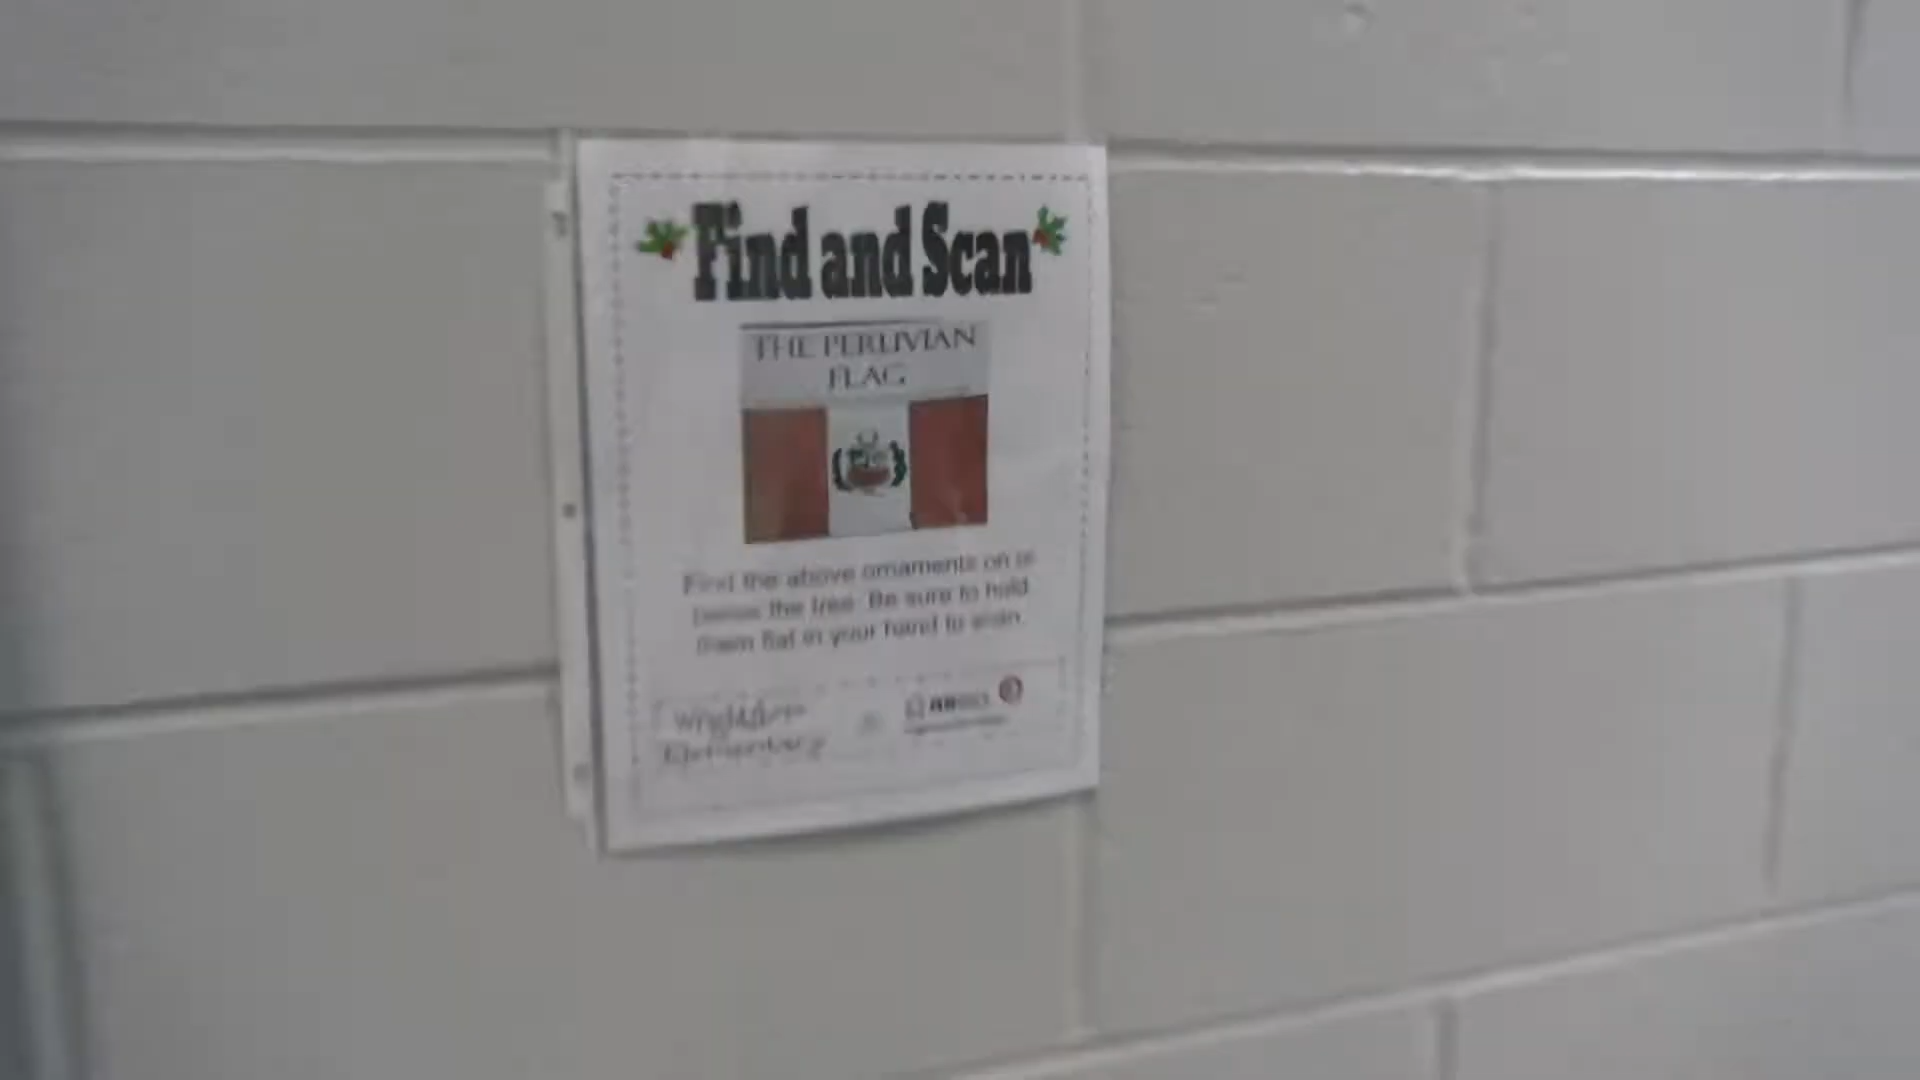 Find and Scan
THE PERUVIAN
FLAG
Find the above ornaments on or
below the tree. Be sure to hold
them flat in your hand to scan.
Elementary